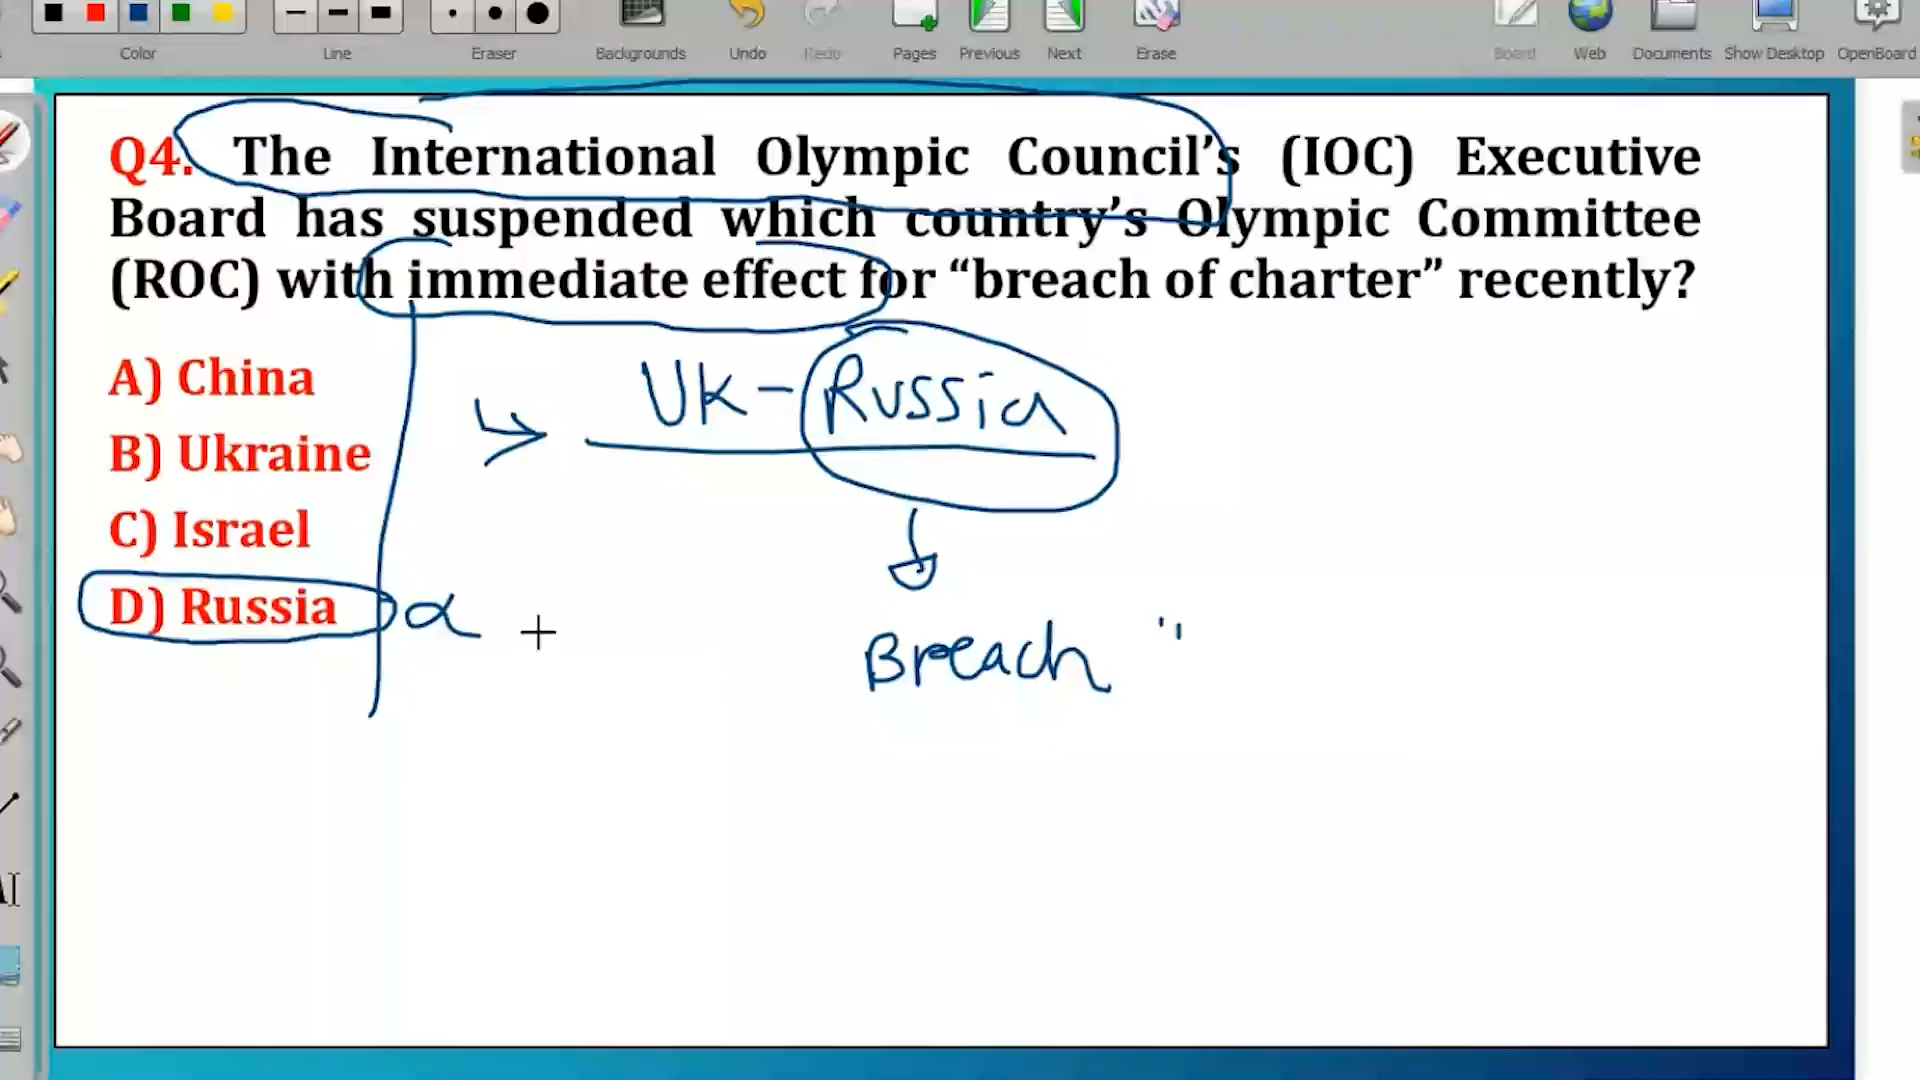 Color Line Eraser Backgrounds Undo Redo Pages Previous Next Erase Board Web Documents Show Desktop OpenBoard
Q4. The International Olympic Council’s (IOC) Executive
Board has suspended which country’s Olympic Committee
(ROC) with immediate effect for “breach of charter” recently?
A) China
UK-Russia
B) Ukraine
C) Israel
D) Russia
Breach "